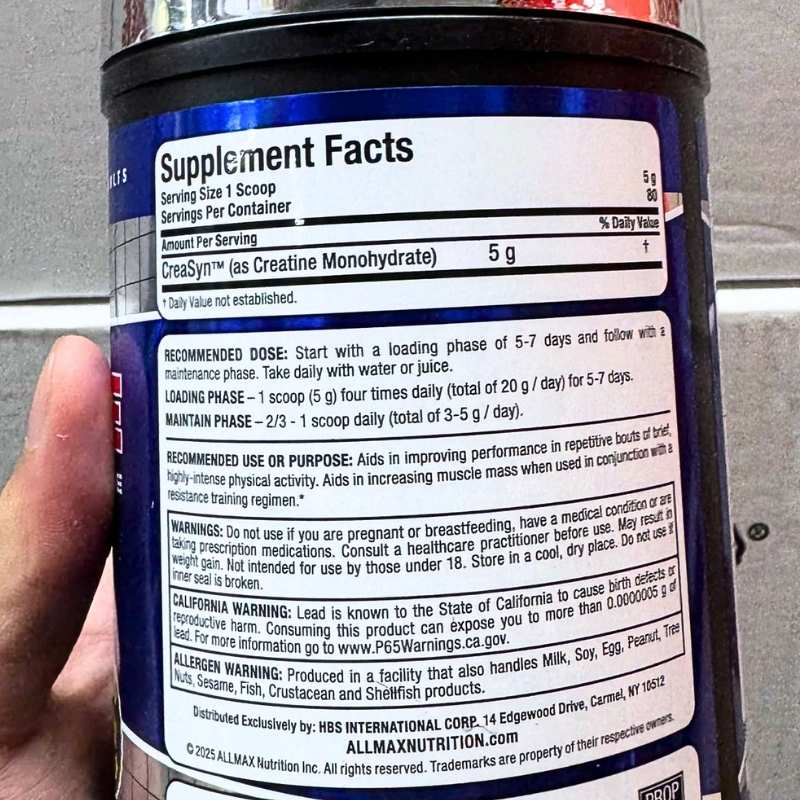 Supplement Facts
Serving Size 1 Scoop 5 g
Servings Per Container 80
% Daily Value
Amount Per Serving
CreaSyn™ (as Creatine Monohydrate) 5 g †
† Daily Value not established.
RECOMMENDED DOSE: Start with a loading phase of 5-7 days and follow with a
maintenance phase. Take daily with water or juice.
LOADING PHASE – 1 scoop (5 g) four times daily (total of 20 g / day) for 5-7 days.
MAINTAIN PHASE – 2/3 - 1 scoop daily (total of 3-5 g / day).
RECOMMENDED USE OR PURPOSE: Aids in improving performance in repetitive bouts of brief,
highly-intense physical activity. Aids in increasing muscle mass when used in conjunction with a
resistance training regimen.*
WARNINGS: Do not use if you are pregnant or breastfeeding, have a medical condition or are
taking prescription medications. Consult a healthcare practitioner before use. May result in
weight gain. Not intended for use by those under 18. Store in a cool, dry place. Do not use if
inner seal is broken.
CALIFORNIA WARNING: Lead is known to the State of California to cause birth defects or
reproductive harm. Consuming this product can expose you to more than 0.0000005 g of
lead. For more information go to www.P65Warnings.ca.gov.
ALLERGEN WARNING: Produced in a facility that also handles Milk, Soy, Egg, Peanut, Tree
Nuts, Sesame, Fish, Crustacean and Shellfish products.
Distributed Exclusively by: HBS INTERNATIONAL CORP. 14 Edgewood Drive, Carmel, NY 10512
ALLMAXNUTRITION.com
© 2025 ALLMAX Nutrition Inc. All rights reserved. Trademarks are property of their respective owners.
PROP